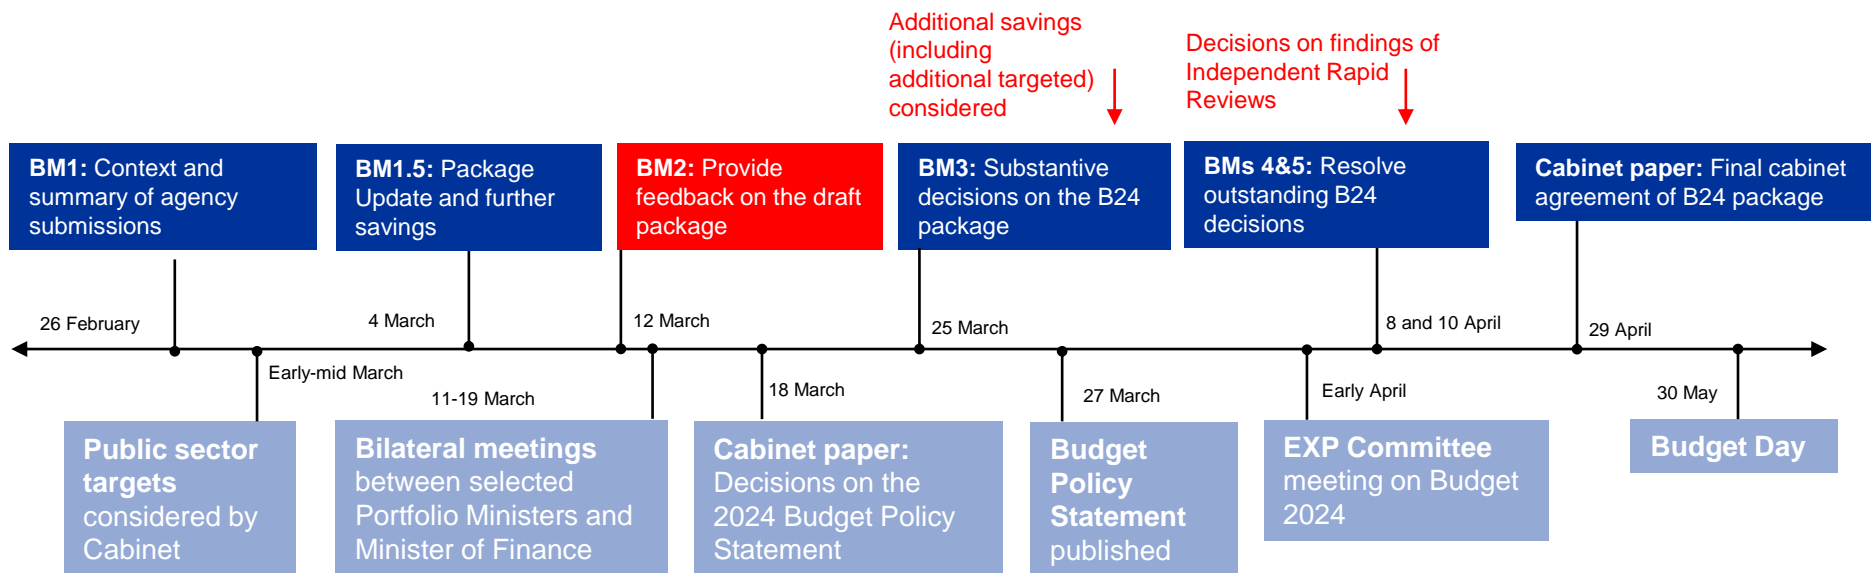 Additional savings
(including
additional targeted)
considered
Decisions on findings of
Independent Rapid
Reviews
BM1: Context and
summary of agency
submissions
BM1.5: Package
Update and further
savings
BM2: Provide
feedback on the draft
package
BM3: Substantive
decisions on the B24
package
BMs 4&5: Resolve
outstanding B24
decisions
Cabinet paper: Final cabinet
agreement of B24 package
26 February
4 March
12 March
25 March
8 and 10 April
29 April
Early-mid March
11-19 March
18 March
27 March
Early April
30 May
Public sector
targets
considered by
Cabinet
Bilateral meetings
between selected
Portfolio Ministers and
Minister of Finance
Cabinet paper:
Decisions on the
2024 Budget Policy
Statement
Budget
Policy
Statement
published
EXP Committee
meeting on Budget
2024
Budget Day